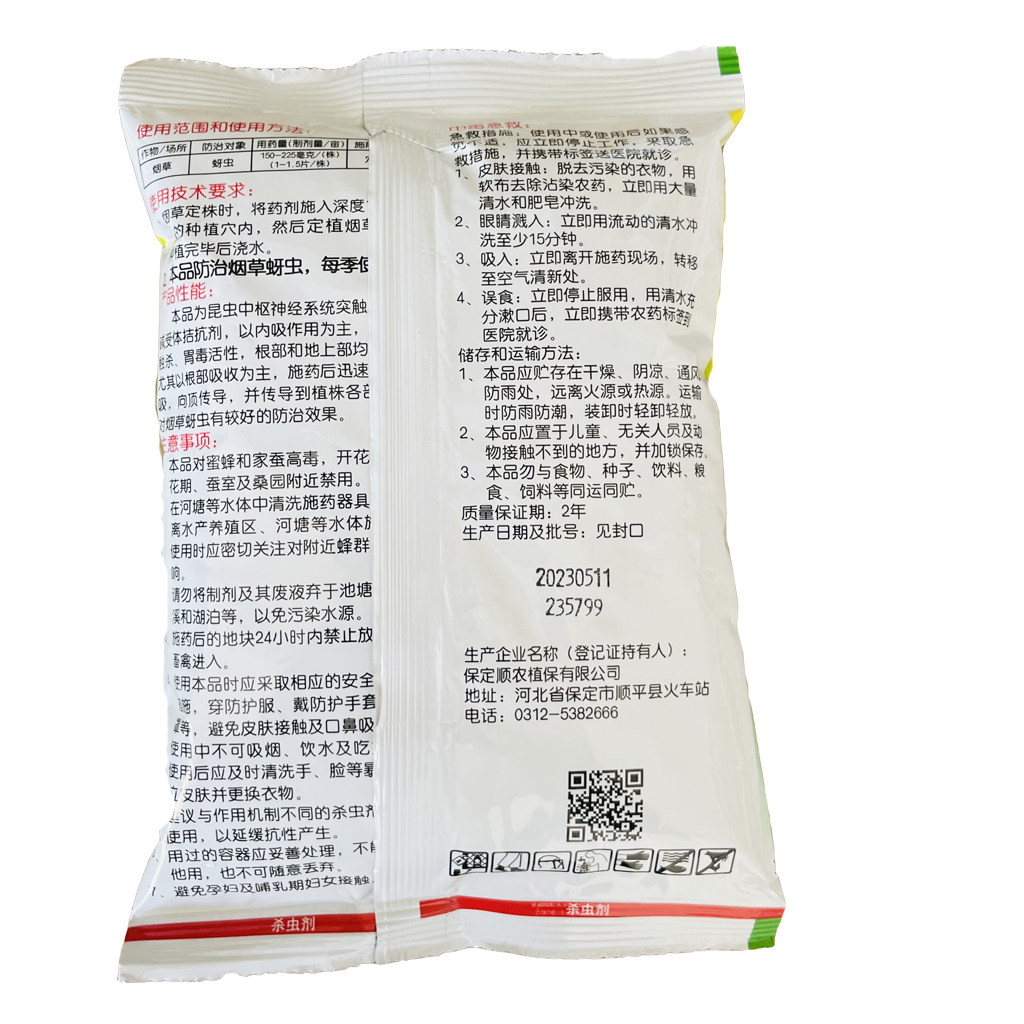 使用范围和使用方法:
作物/场所 防治对象 用药量(制剂量/亩)
烟草 蚜虫 150-225毫克/(株)
(1-1.5片/株)
使用技术要求:
烟草定株时，将药剂施入深度
的种植穴内，然后定植烟草
植完毕后浇水。
本品防治烟草蚜虫，每季使
产品性能:
本品为昆虫中枢神经系统突触
受体拮抗剂，以内吸作用为主，
触杀、胃毒活性，根部和地上部均
尤其以根部吸收为主，施药后迅速
吸，向顶传导，并传导到植株各部
对烟草蚜虫有较好的防治效果。
注意事项:
本品对蜜蜂和家蚕高毒，开花
花期、蚕室及桑园附近禁用。
在河塘等水体中清洗施药器具
离水产养殖区、河塘等水体施
使用时应密切关注对附近蜂群
响。
请勿将制剂及其废液弃于池塘
溪和湖泊等，以免污染水源。
施药后的地块24小时内禁止放
畜禽进入。
使用本品时应采取相应的安全
施，穿防护服、戴防护手套
等，避免皮肤接触及口鼻吸
使用中不可吸烟、饮水及吃
使用后应及时清洗手、脸等暴
皮肤并更换衣物。
建议与作用机制不同的杀虫剂
使用，以延缓抗性产生。
用过的容器应妥善处理，不能
他用，也不可随意丢弃。
避免孕妇及哺乳期妇女接触
杀虫剂
中毒急救:
急救措施：使用中或使用后如果感
觉不适，应立即停止工作，采取急
救措施，并携带标签送医院就诊。
1、皮肤接触：脱去污染的衣物，用
软布去除沾染农药，立即用大量
清水和肥皂冲洗。
2、眼睛溅入：立即用流动的清水冲
洗至少15分钟。
3、吸入：立即离开施药现场，转移
至空气清新处。
4、误食：立即停止服用，用清水充
分漱口后，立即携带农药标签到
医院就诊。
储存和运输方法:
1、本品应贮存在干燥、阴凉、通风
防雨处，远离火源或热源。运输
时防雨防潮，装卸时轻卸轻放。
2、本品应置于儿童、无关人员及动
物接触不到的地方，并加锁保存。
3、本品勿与食物、种子、饮料、粮
食、饲料等同运同贮。
质量保证期：2年
生产日期及批号：见封口
20230511
235799
生产企业名称（登记证持有人）:
保定顺农植保有限公司
地址：河北省保定市顺平县火车站
电话：0312-5382666
杀虫剂